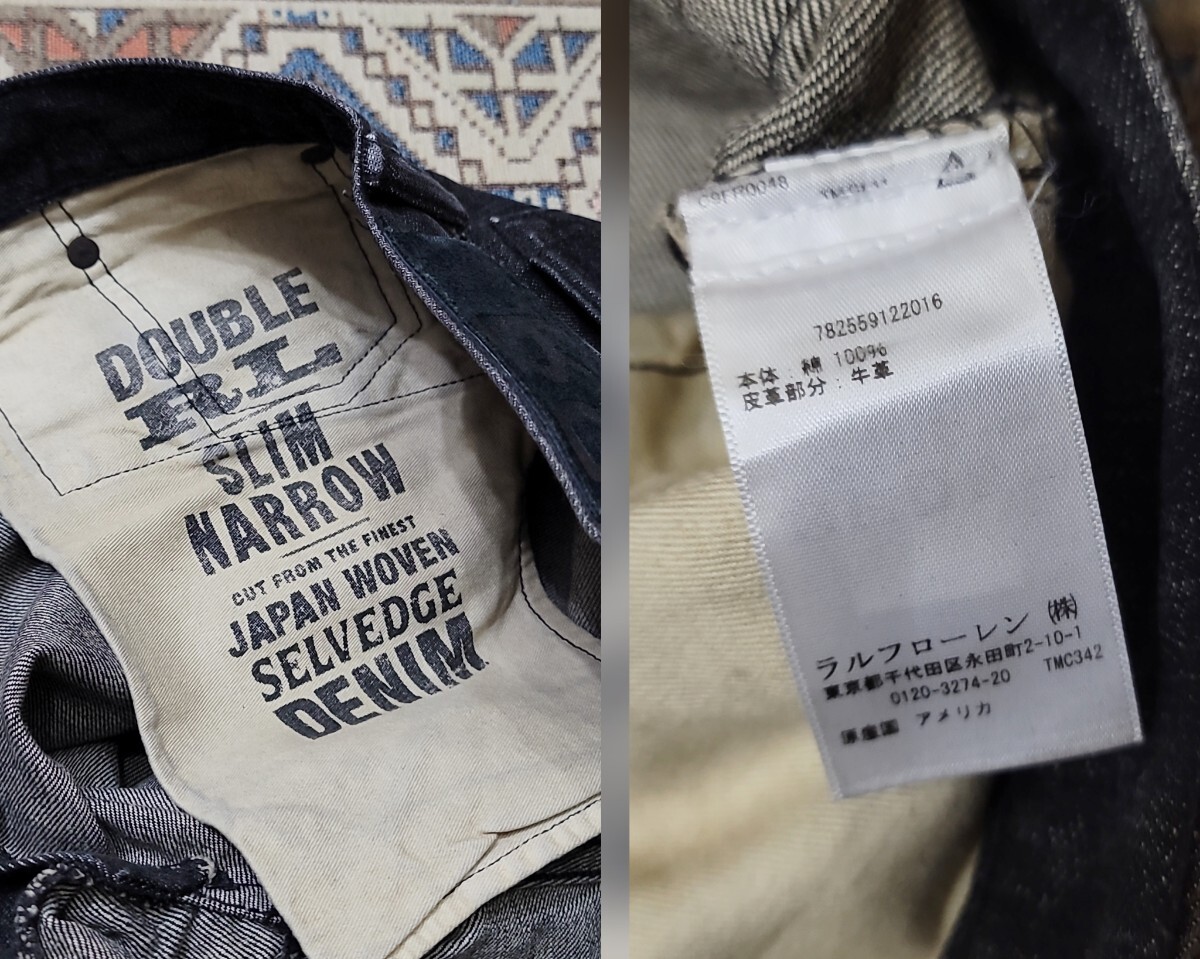 DOUBLE
RL
SLIM
NARROW
CUT FROM THE FINEST
JAPAN WOVEN
SELVEDGE
DENIM
C9FR0048
782559122016
本体：綿 100%
皮革部分：牛革
ラルフローレン ㈱
東京都千代田区永田町2-10-1
0120-3274-20 TMC342
原産国 アメリカ